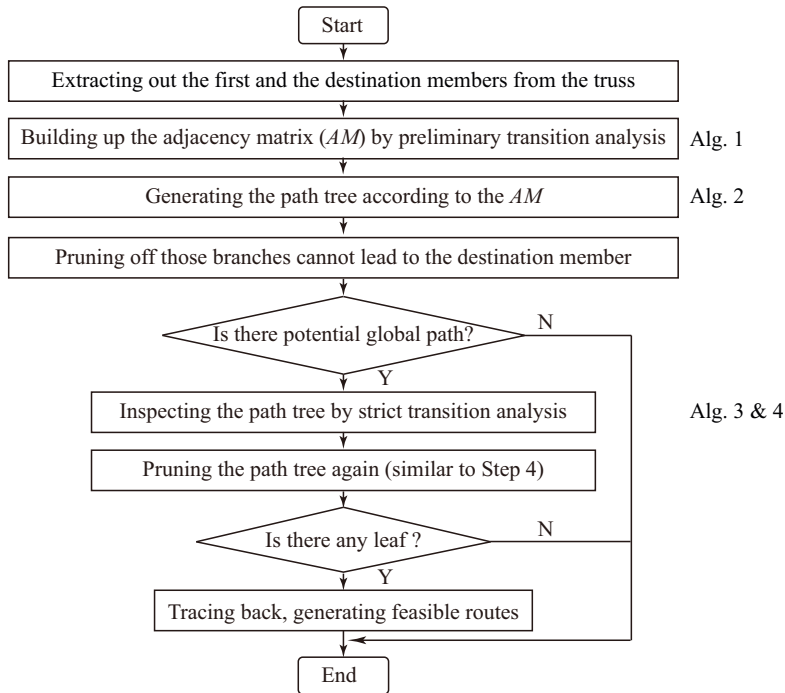 Start
Extracting out the first and the destination members from the truss
Building up the adjacency matrix (AM) by preliminary transition analysis
Alg. 1
Generating the path tree according to the AM
Alg. 2
Pruning off those branches cannot lead to the destination member
Is there potential global path?
N
Y
Inspecting the path tree by strict transition analysis
Alg. 3 & 4
Pruning the path tree again (similar to Step 4)
Is there any leaf ?
N
Y
Tracing back, generating feasible routes
End